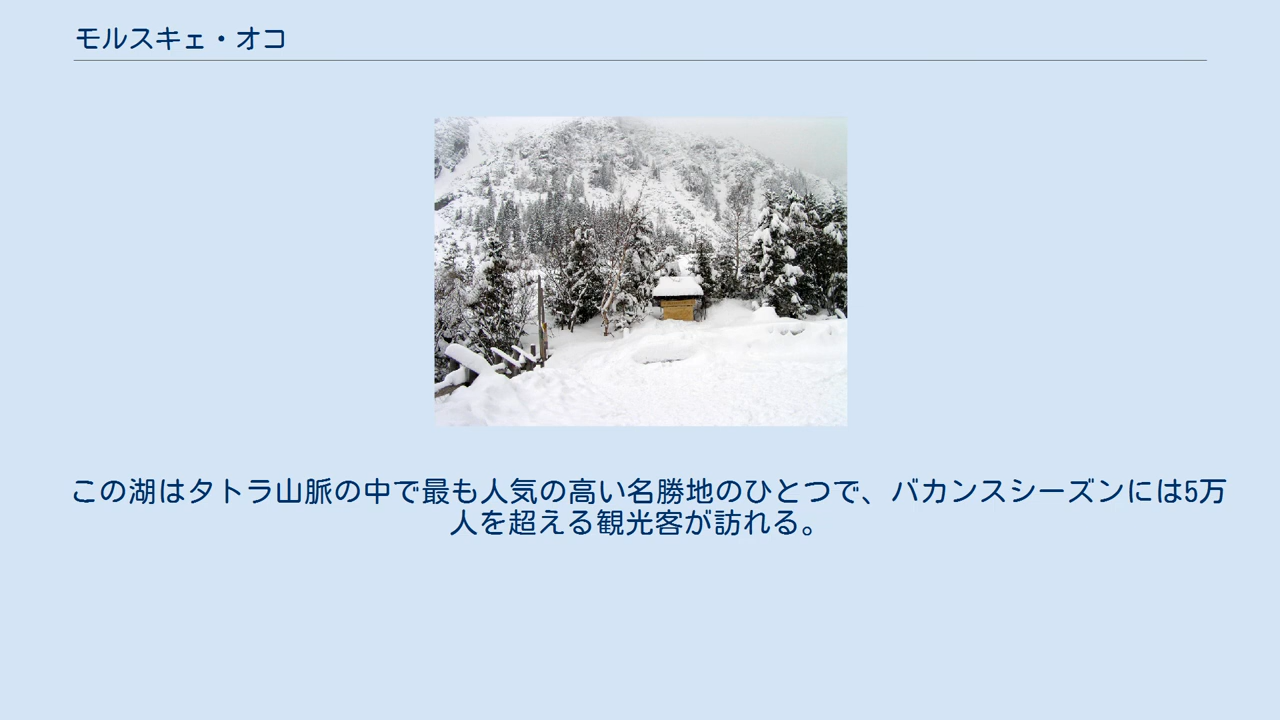 モルスキェ・オコ
この湖はタトラ山脈の中で最も人気の高い名勝地のひとつで、バカンスシーズンには5万
人を超える観光客が訪れる。